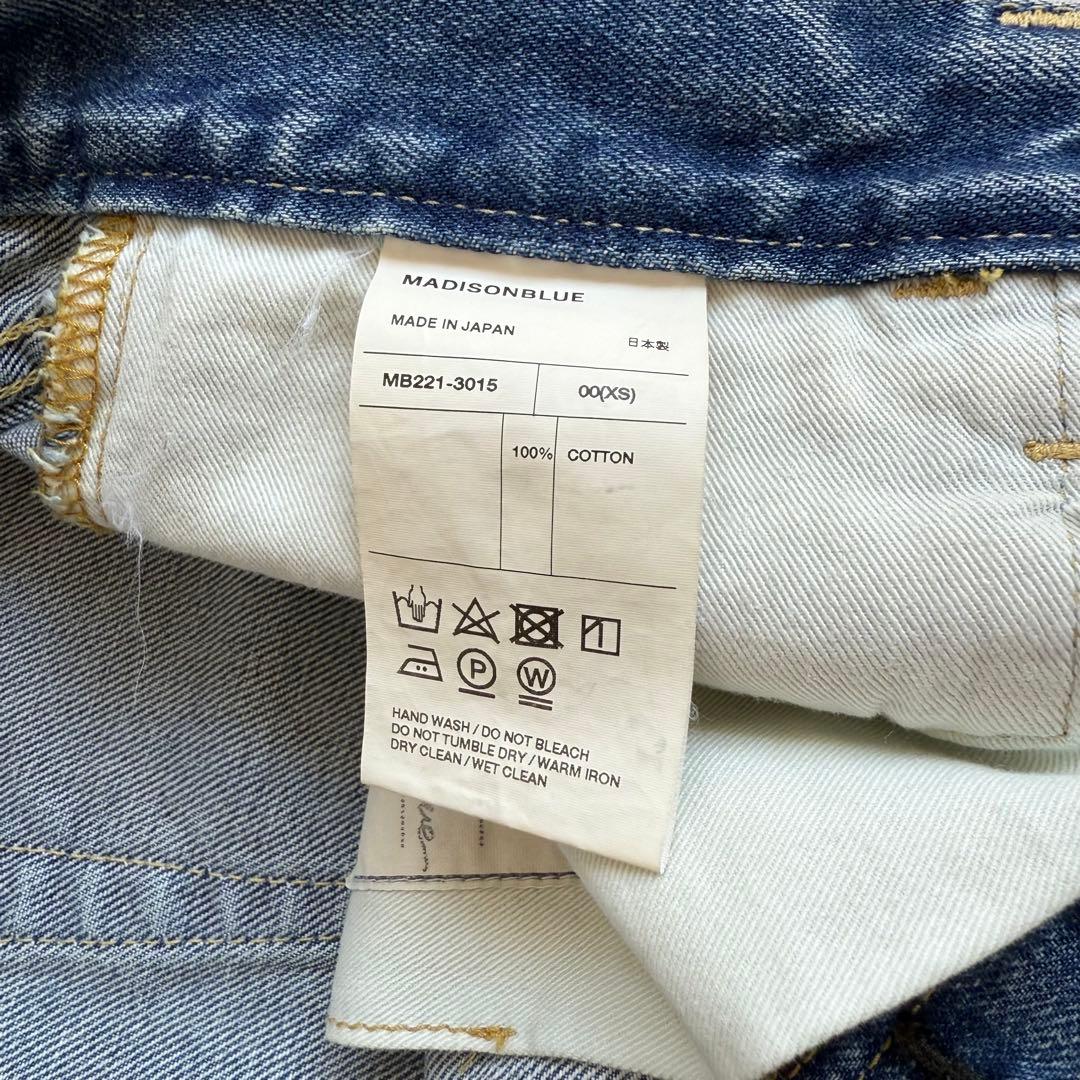 MADISONBLUE
MADE IN JAPAN
日本製
MB221-3015 00(XS)
100% COTTON
P W
HAND WASH / DO NOT BLEACH
DO NOT TUMBLE DRY / WARM IRON
DRY CLEAN / WET CLEAN